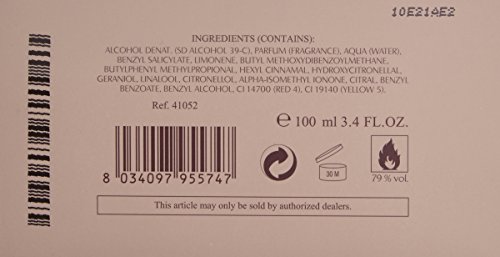 10E21AE2
INGREDIENTS (CONTAINS):
ALCOHOL DENAT. (SD ALCOHOL 39-C), PARFUM (FRAGRANCE), AQUA (WATER),
BENZYL SALICYLATE, LIMONENE, BUTYL METHOXYDIBENZOYLMETHANE,
BUTYLPHENYL METHYLPROPIONAL, HEXYL CINNAMAL, HYDROXYCITRONELLAL,
GERANIOL, LINALOOL, CITRONELLOL, ALPHA-ISOMETHYL IONONE, CITRAL, BENZYL
BENZOATE, BENZYL ALCOHOL, CI 14700 (RED 4), CI 19140 (YELLOW 5).
Ref. 41052
℮ 100 ml 3.4 FL.OZ.
30 M
79 % vol.
8 034097 955747
This article may only be sold by authorized dealers.